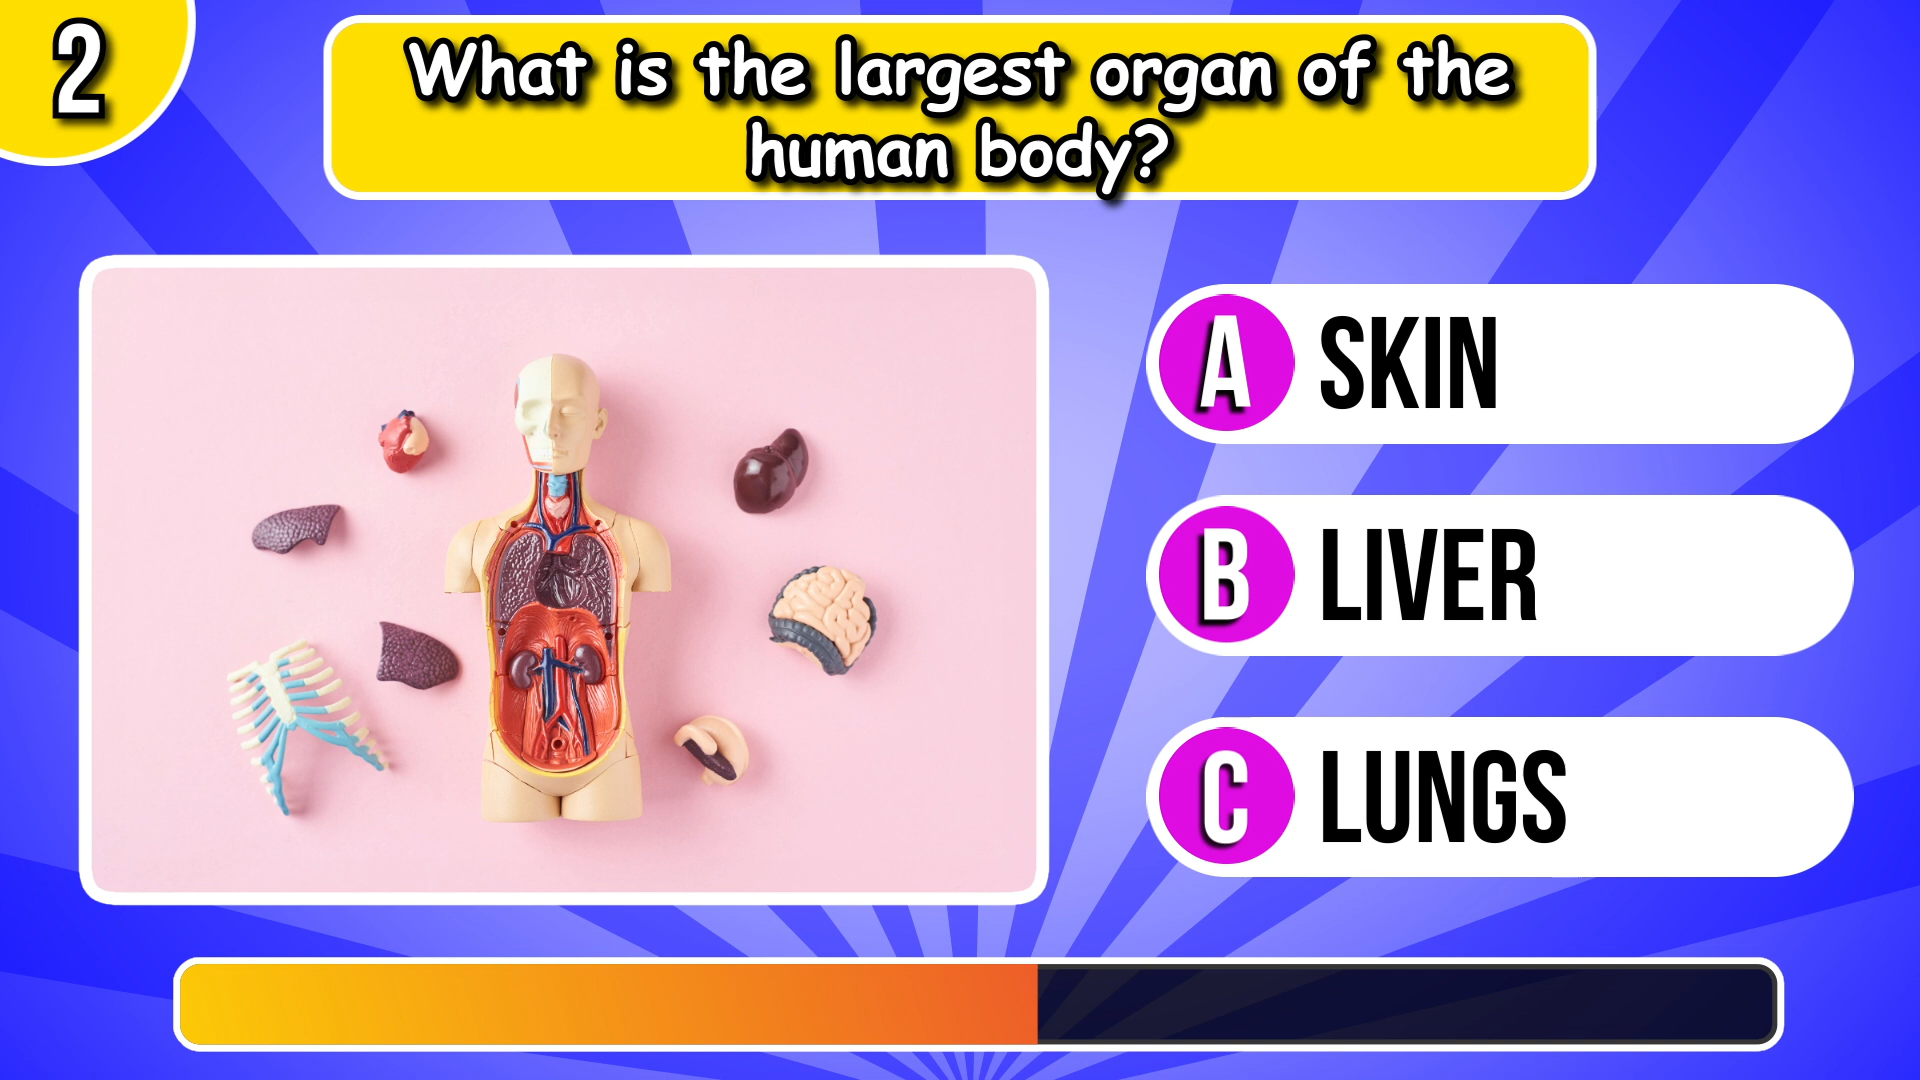 2
What is the largest organ of the
human body?
A SKIN
B LIVER
C LUNGS